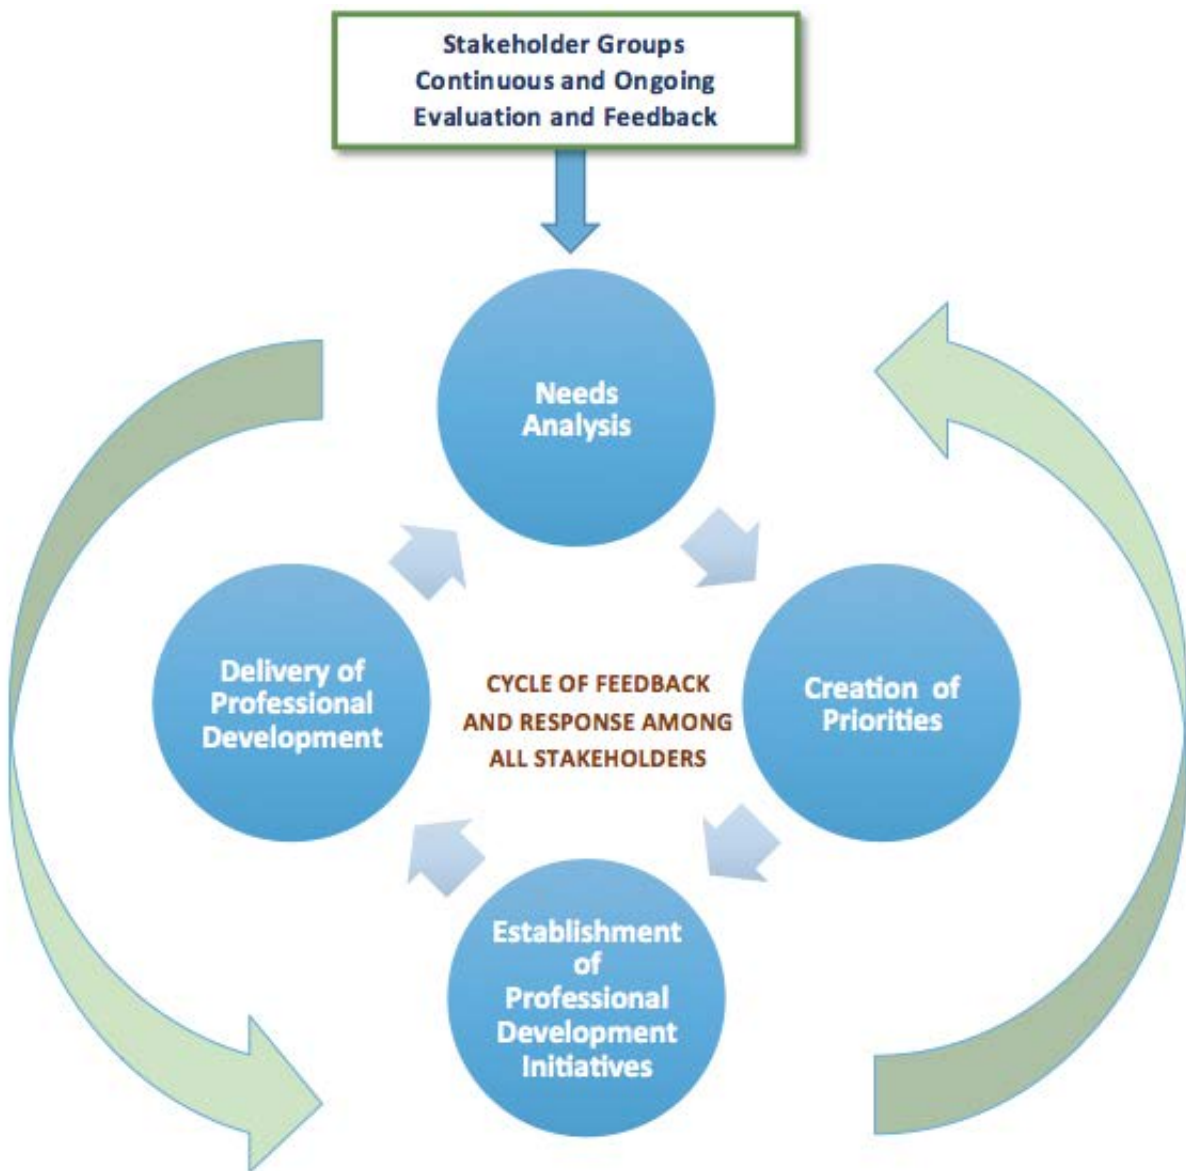 Stakeholder Groups
Continuous and Ongoing
Evaluation and Feedback
Needs
Analysis
Delivery of
Professional
Development
CYCLE OF FEEDBACK
AND RESPONSE AMONG
ALL STAKEHOLDERS
Creation of
Priorities
Establishment
of
Professional
Development
Initiatives